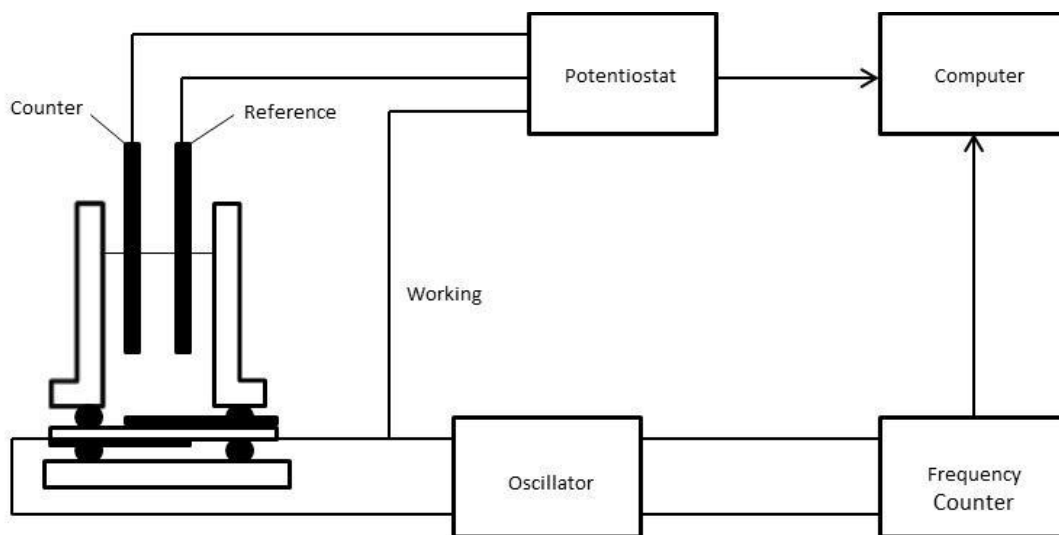 Potentiostat
Computer
Counter
Reference
Working
Oscillator
Frequency
Counter